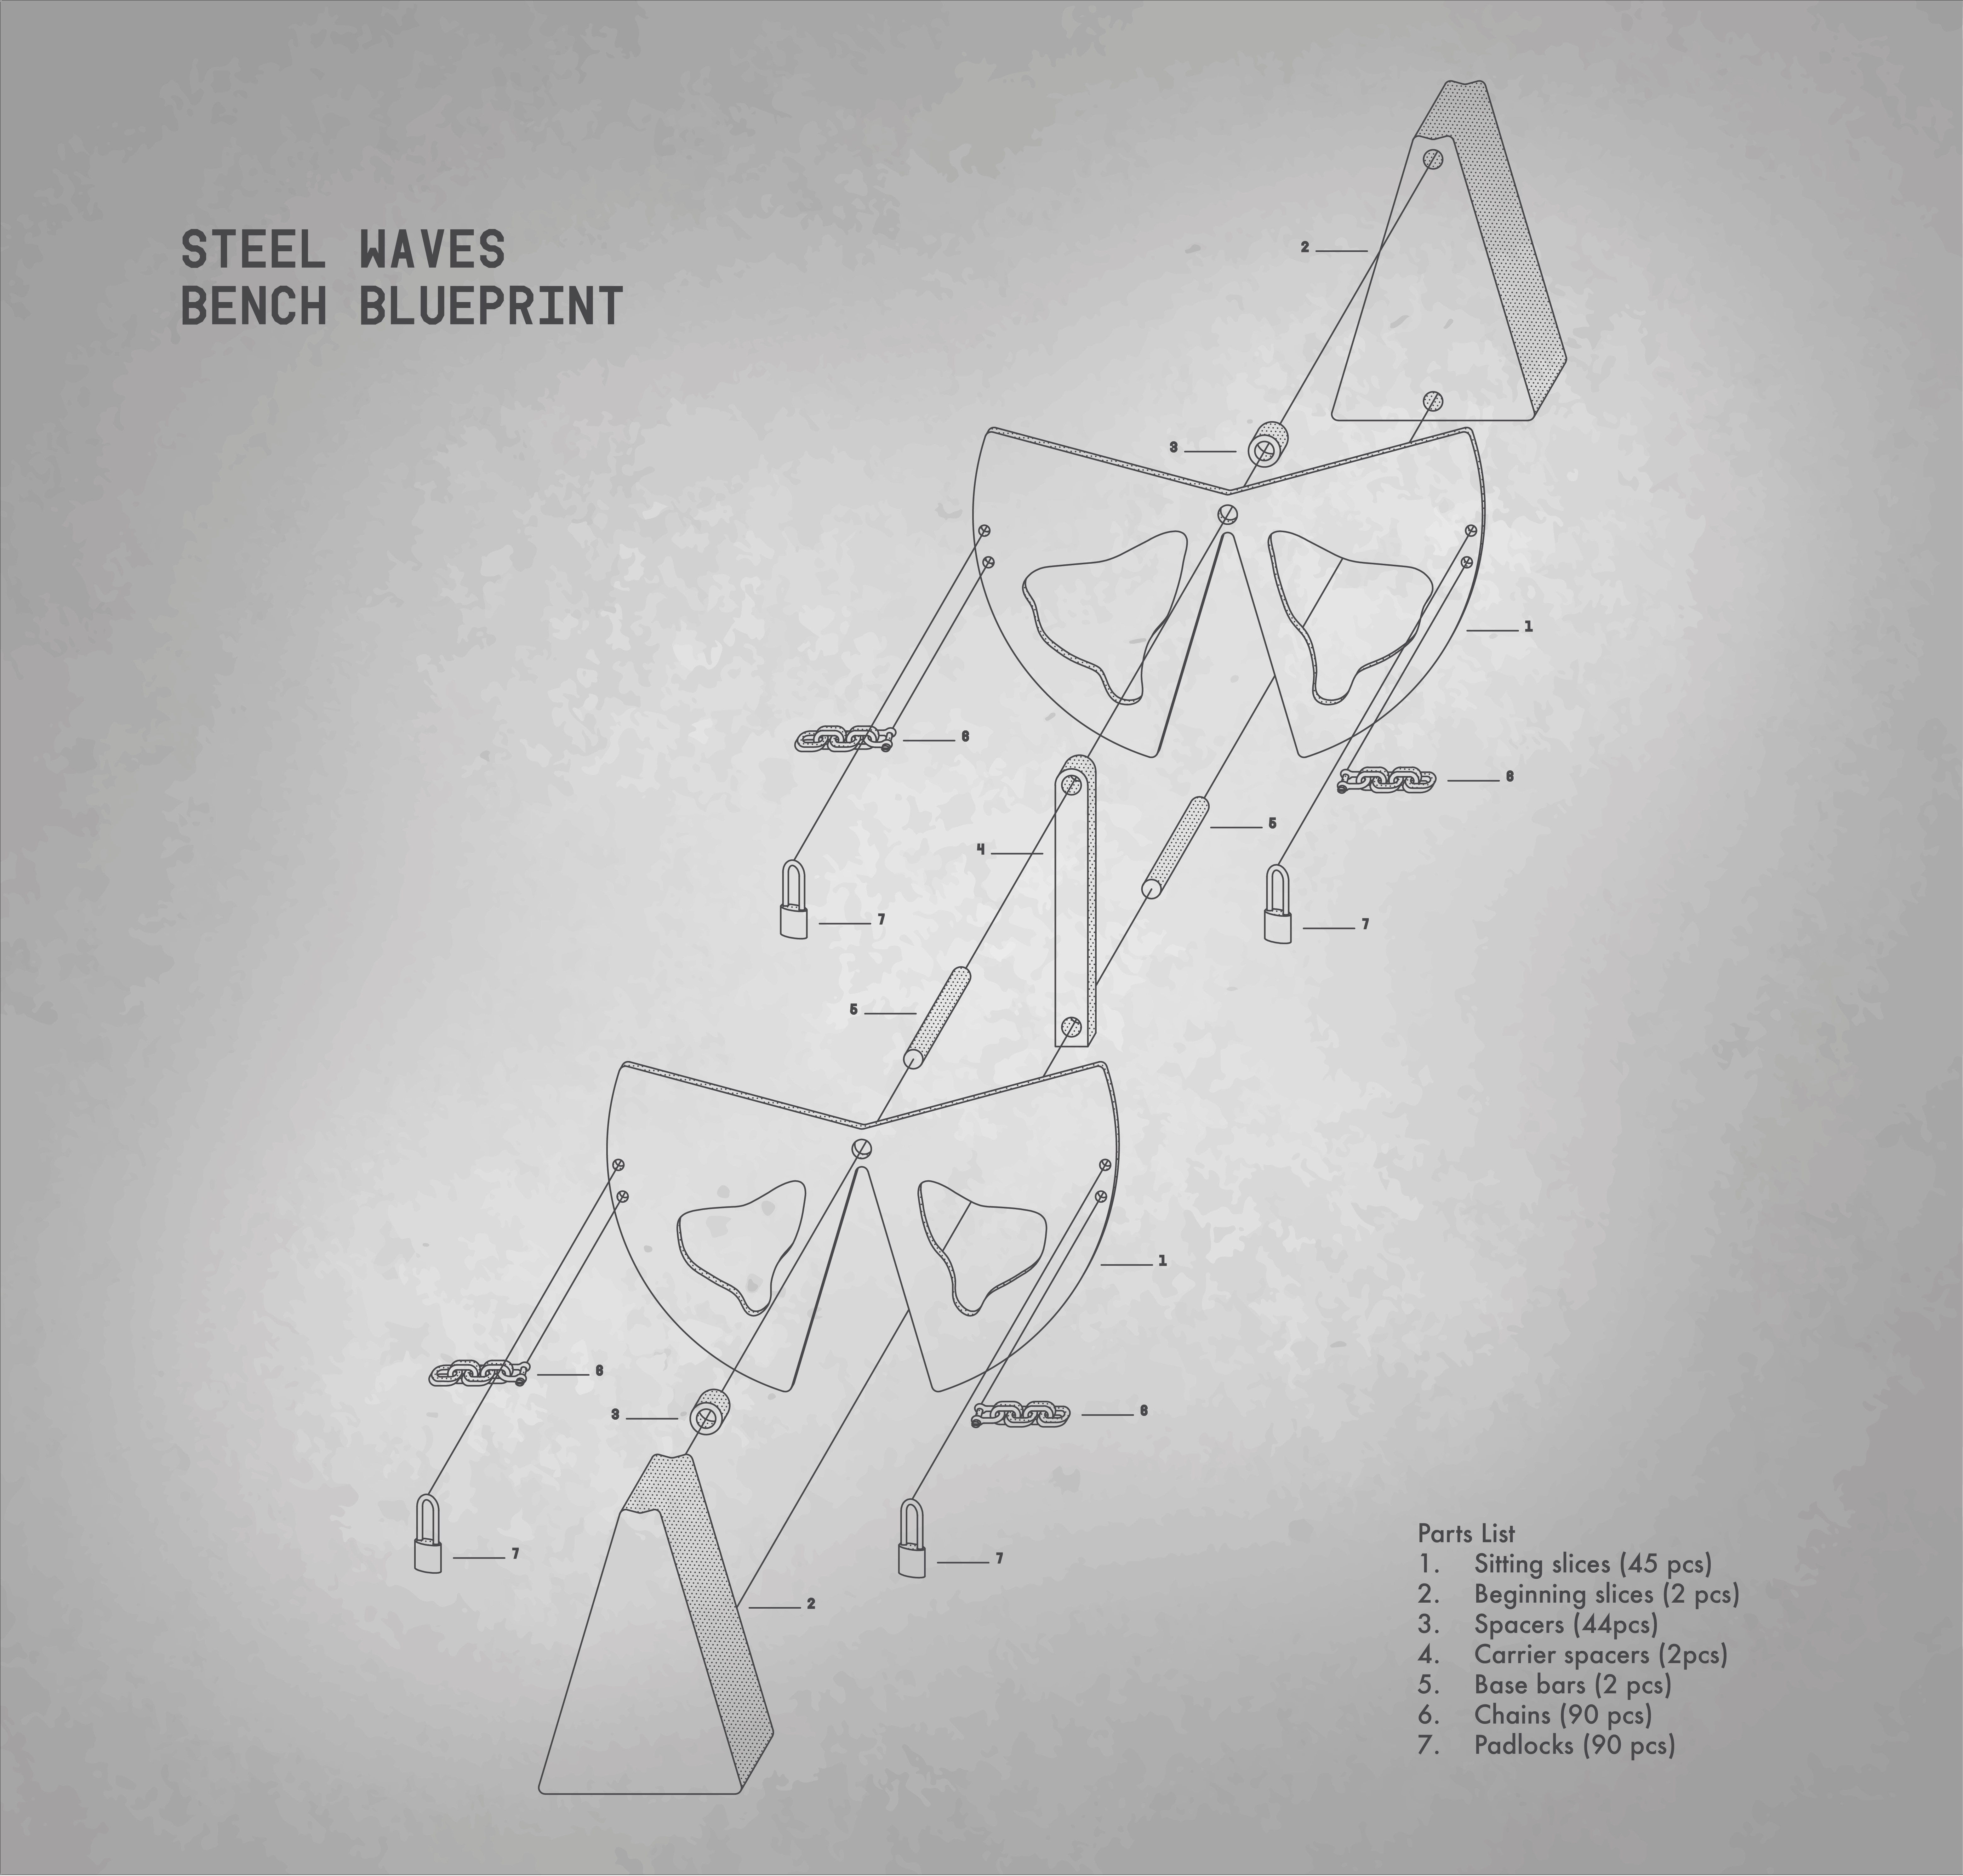 STEEL WAVES
BENCH BLUEPRINT
2
3
1
6
6
5
4
7
7
5
1
6
6
3
7
7
2
Parts List
1. Sitting slices (45 pcs)
2. Beginning slices (2 pcs)
3. Spacers (44pcs)
4. Carrier spacers (2pcs)
5. Base bars (2 pcs)
6. Chains (90 pcs)
7. Padlocks (90 pcs)